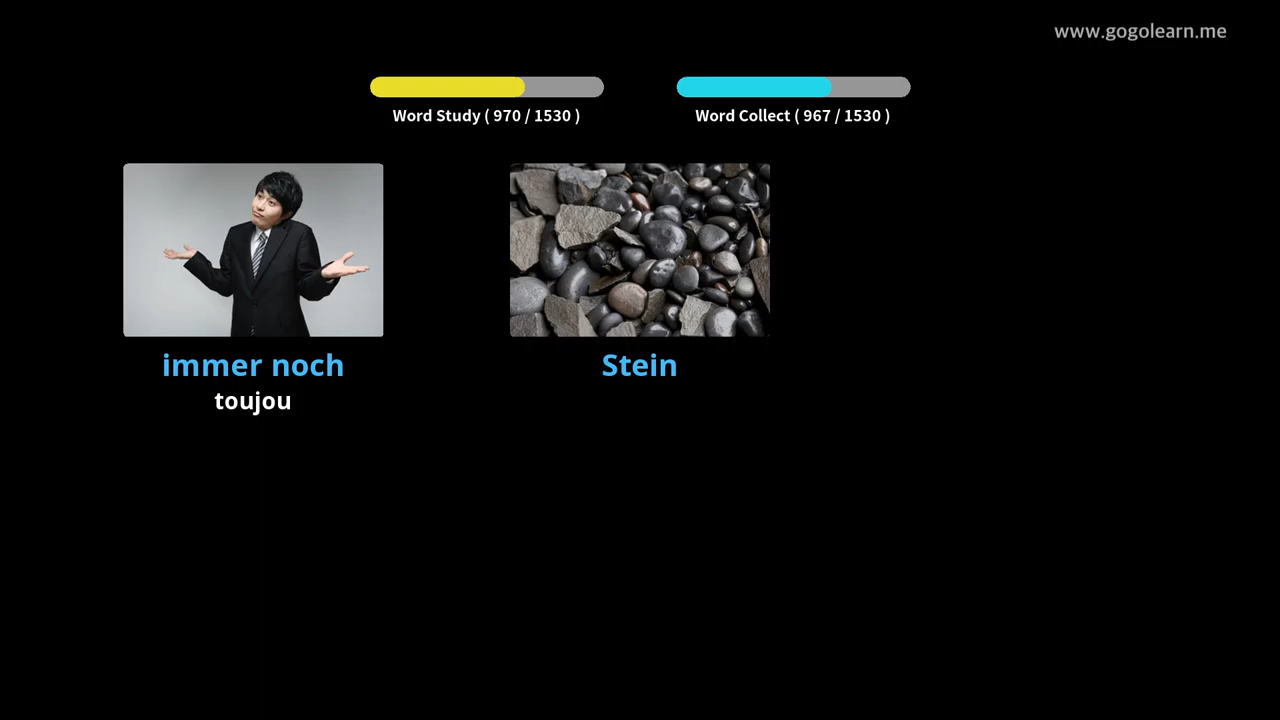 www.gogolearn.me
Word Study ( 970 / 1530 )
Word Collect ( 967 / 1530 )
immer noch
toujou
Stein